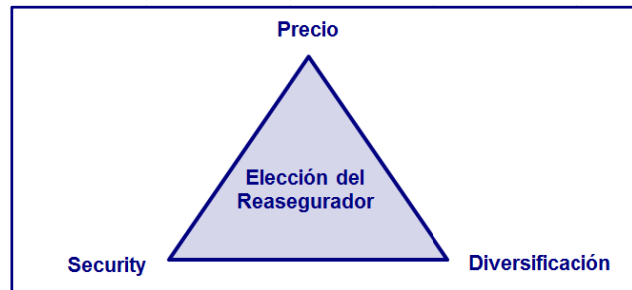 Precio
Elección del
Reasegurador
Security
Diversificación